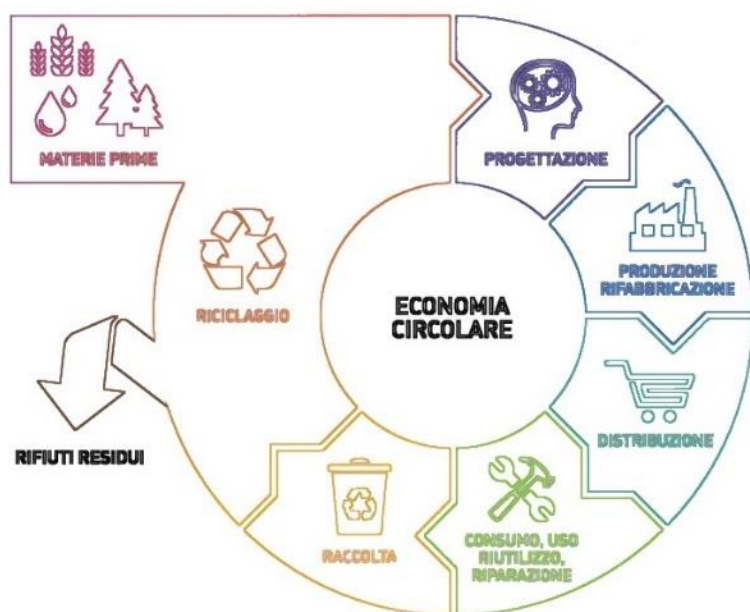 MATERIE PRIME
PROGETTAZIONE
PRODUZIONE
RIFABBRICAZIONE
RICICLAGGIO
ECONOMIA
CIRCOLARE
DISTRIBUZIONE
RIFIUTI RESIDUI
RACCOLTA
CONSUMO, USO
RIUTILIZZO,
RIPARAZIONE